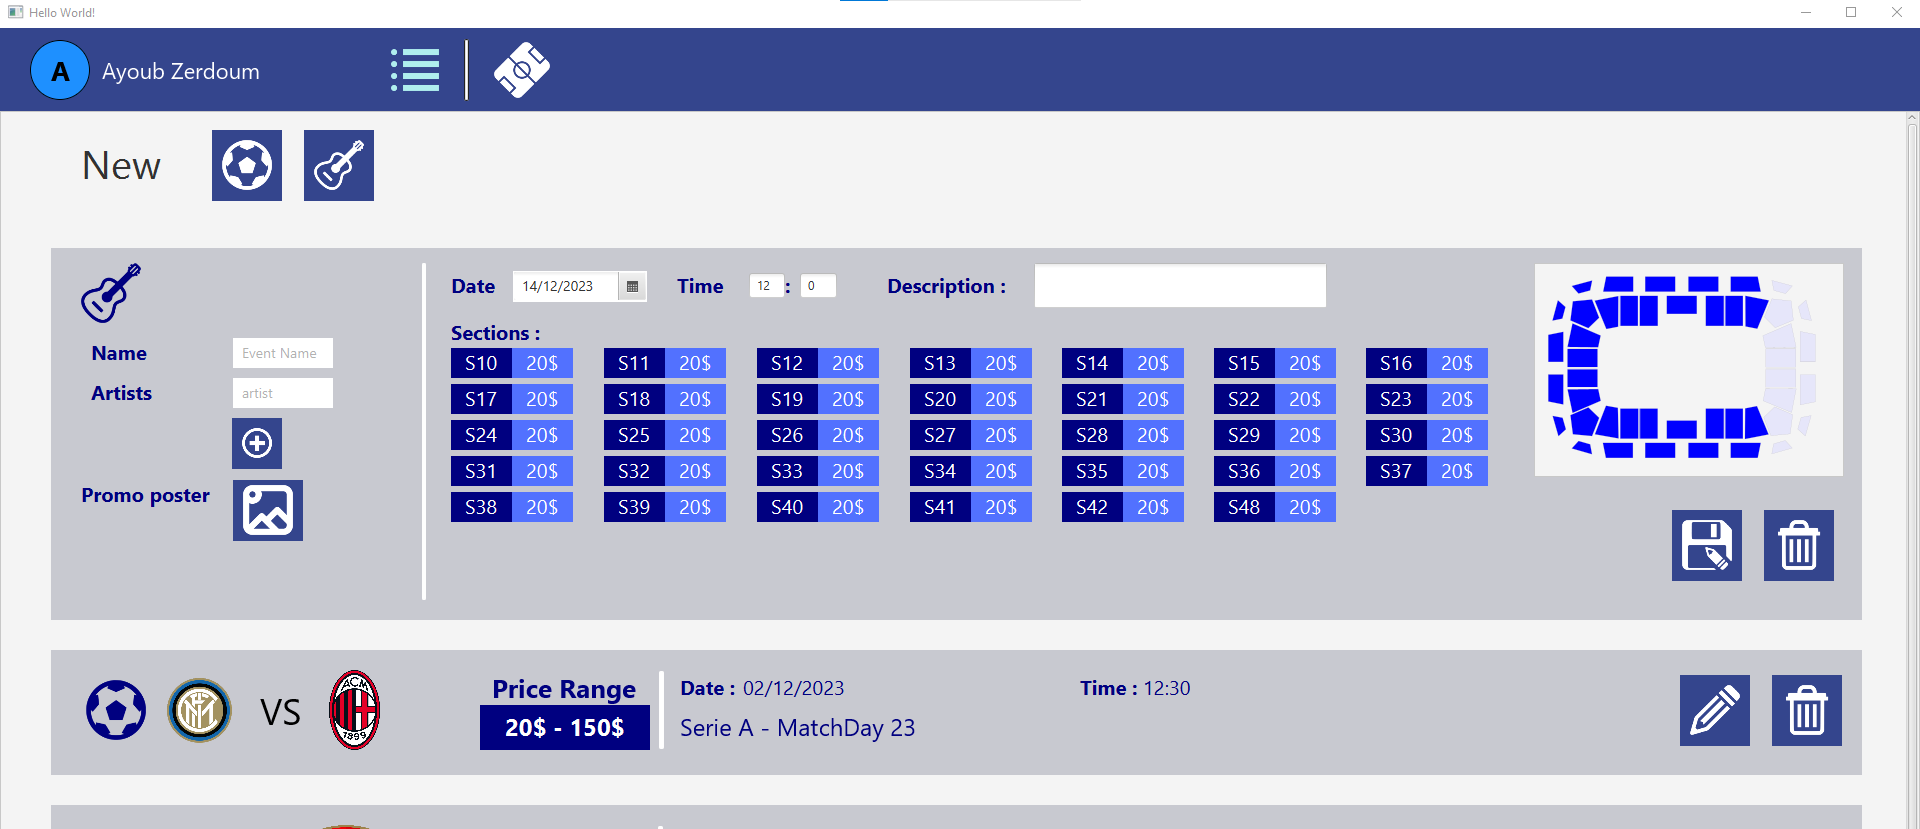 Hello World!
A Ayoub Zerdoum
New
Date 14/12/2023 Time 12 : 0 Description :
Sections :
Name Event Name
Artists artist
Promo poster
S10 20$ S11 20$ S12 20$ S13 20$ S14 20$ S15 20$ S16 20$
S17 20$ S18 20$ S19 20$ S20 20$ S21 20$ S22 20$ S23 20$
S24 20$ S25 20$ S26 20$ S27 20$ S28 20$ S29 20$ S30 20$
S31 20$ S32 20$ S33 20$ S34 20$ S35 20$ S36 20$ S37 20$
S38 20$ S39 20$ S40 20$ S41 20$ S42 20$ S48 20$
VS
ACM
1899
Price Range
20$ - 150$
Date : 02/12/2023 Time : 12:30
Serie A - MatchDay 23